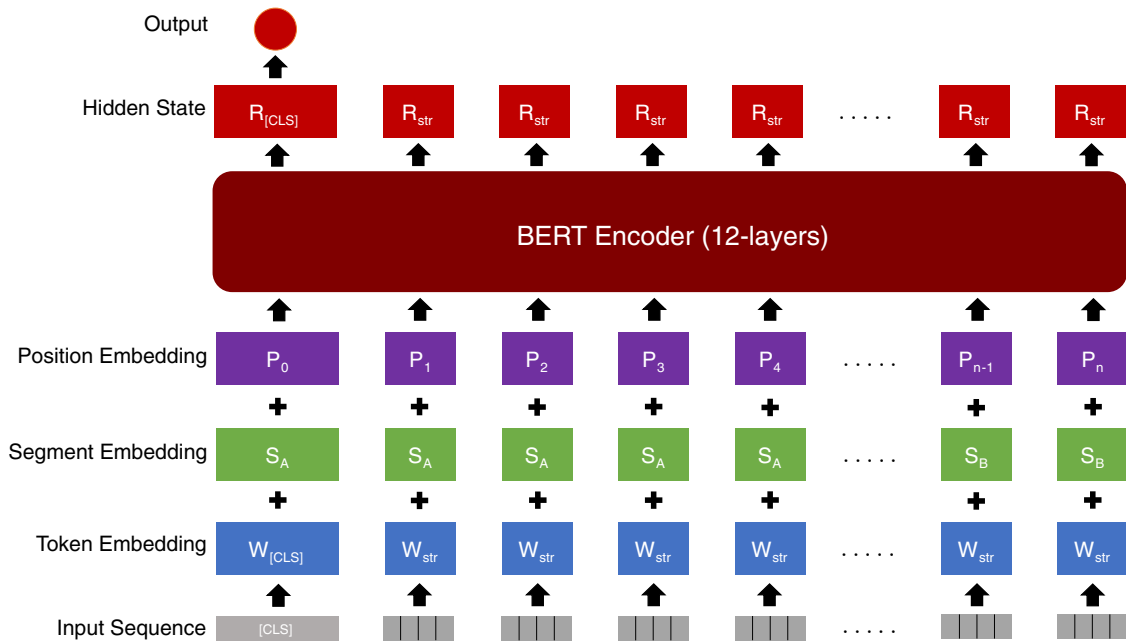 Output
Hidden State R[CLS] Rstr Rstr Rstr Rstr ..... Rstr Rstr
BERT Encoder (12-layers)
Position Embedding P0 P1 P2 P3 P4 ..... Pn-1 Pn
+ + + + + + +
Segment Embedding SA SA SA SA SA ..... SB SB
+ + + + + + +
Token Embedding W[CLS] Wstr Wstr Wstr Wstr ..... Wstr Wstr
Input Sequence [CLS] .....